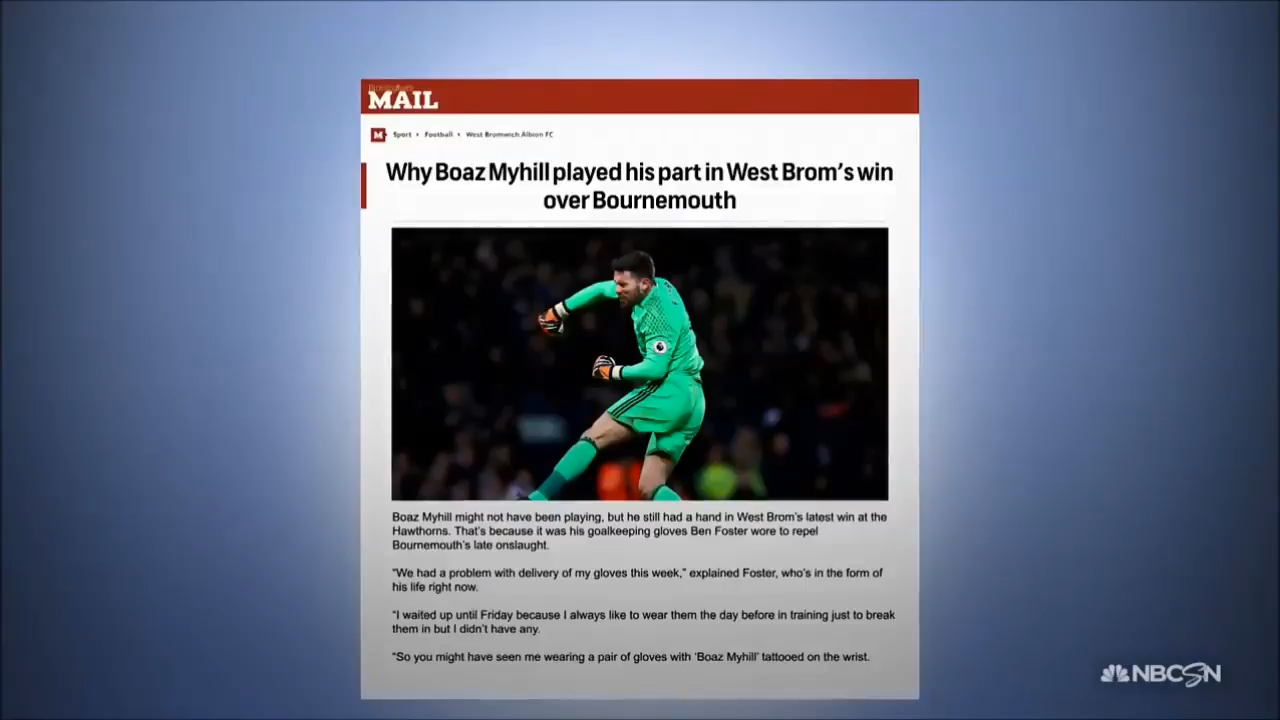 Birmingham
MAIL
M Sport › Football › West Bromwich Albion FC
Why Boaz Myhill played his part in West Brom's win
over Bournemouth
Boaz Myhill might not have been playing, but he still had a hand in West Brom's latest win at the
Hawthorns. That's because it was his goalkeeping gloves Ben Foster wore to repel
Bournemouth's late onslaught.
"We had a problem with delivery of my gloves this week," explained Foster, who's in the form of
his life right now.
"I waited up until Friday because I always like to wear them the day before in training just to break
them in but I didn't have any.
"So you might have seen me wearing a pair of gloves with 'Boaz Myhill' tattooed on the wrist.
NBCSN